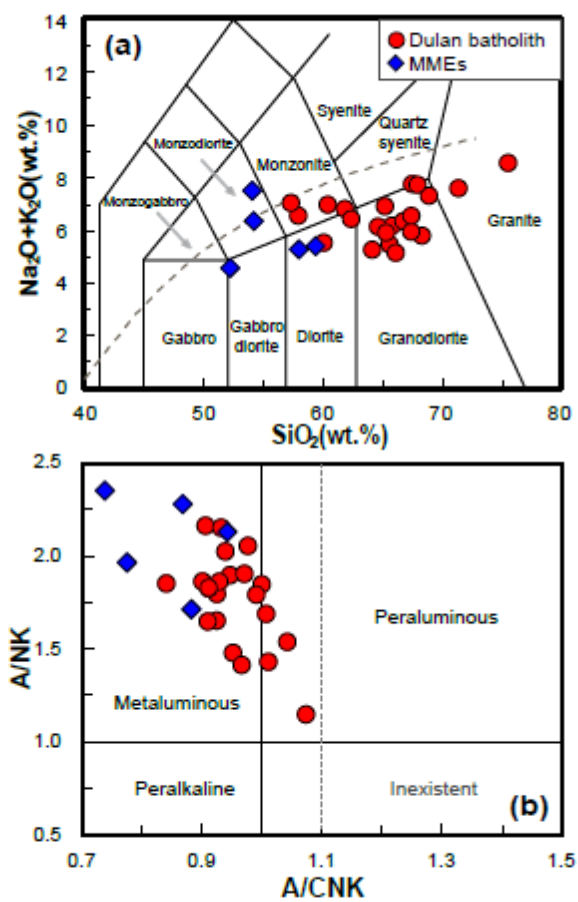 (a)
Dulan batholith
MMEs
14
12
10
8
6
4
2
0
Na₂O+K₂O(wt.%)
Syenite
Quartz
syenite
Monzodiorite
Monzonite
Monzogabbro
Granite
Gabbro
Gabbro
diorite
Diorite
Granodiorite
40 50 60 70 80
SiO₂(wt.%)
2.5
2.0
1.5
1.0
0.5
A/NK
Peraluminous
Metaluminous
Peralkaline
Inexistent
(b)
0.7 0.9 1.1 1.3 1.5
A/CNK